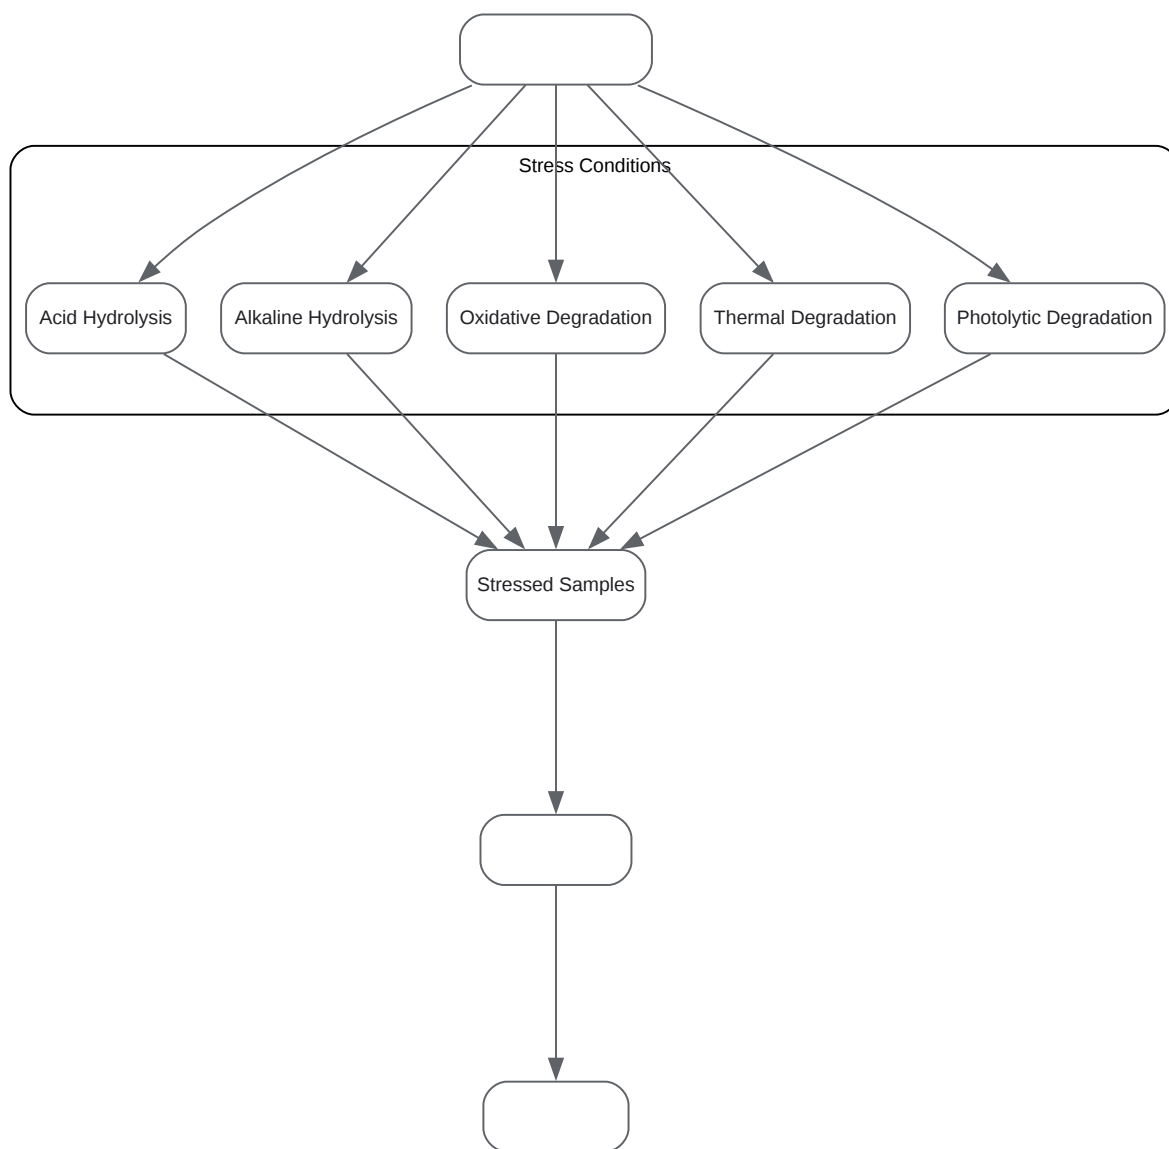 Stress Conditions
Acid Hydrolysis
Alkaline Hydrolysis
Oxidative Degradation
Thermal Degradation
Photolytic Degradation
Stressed Samples